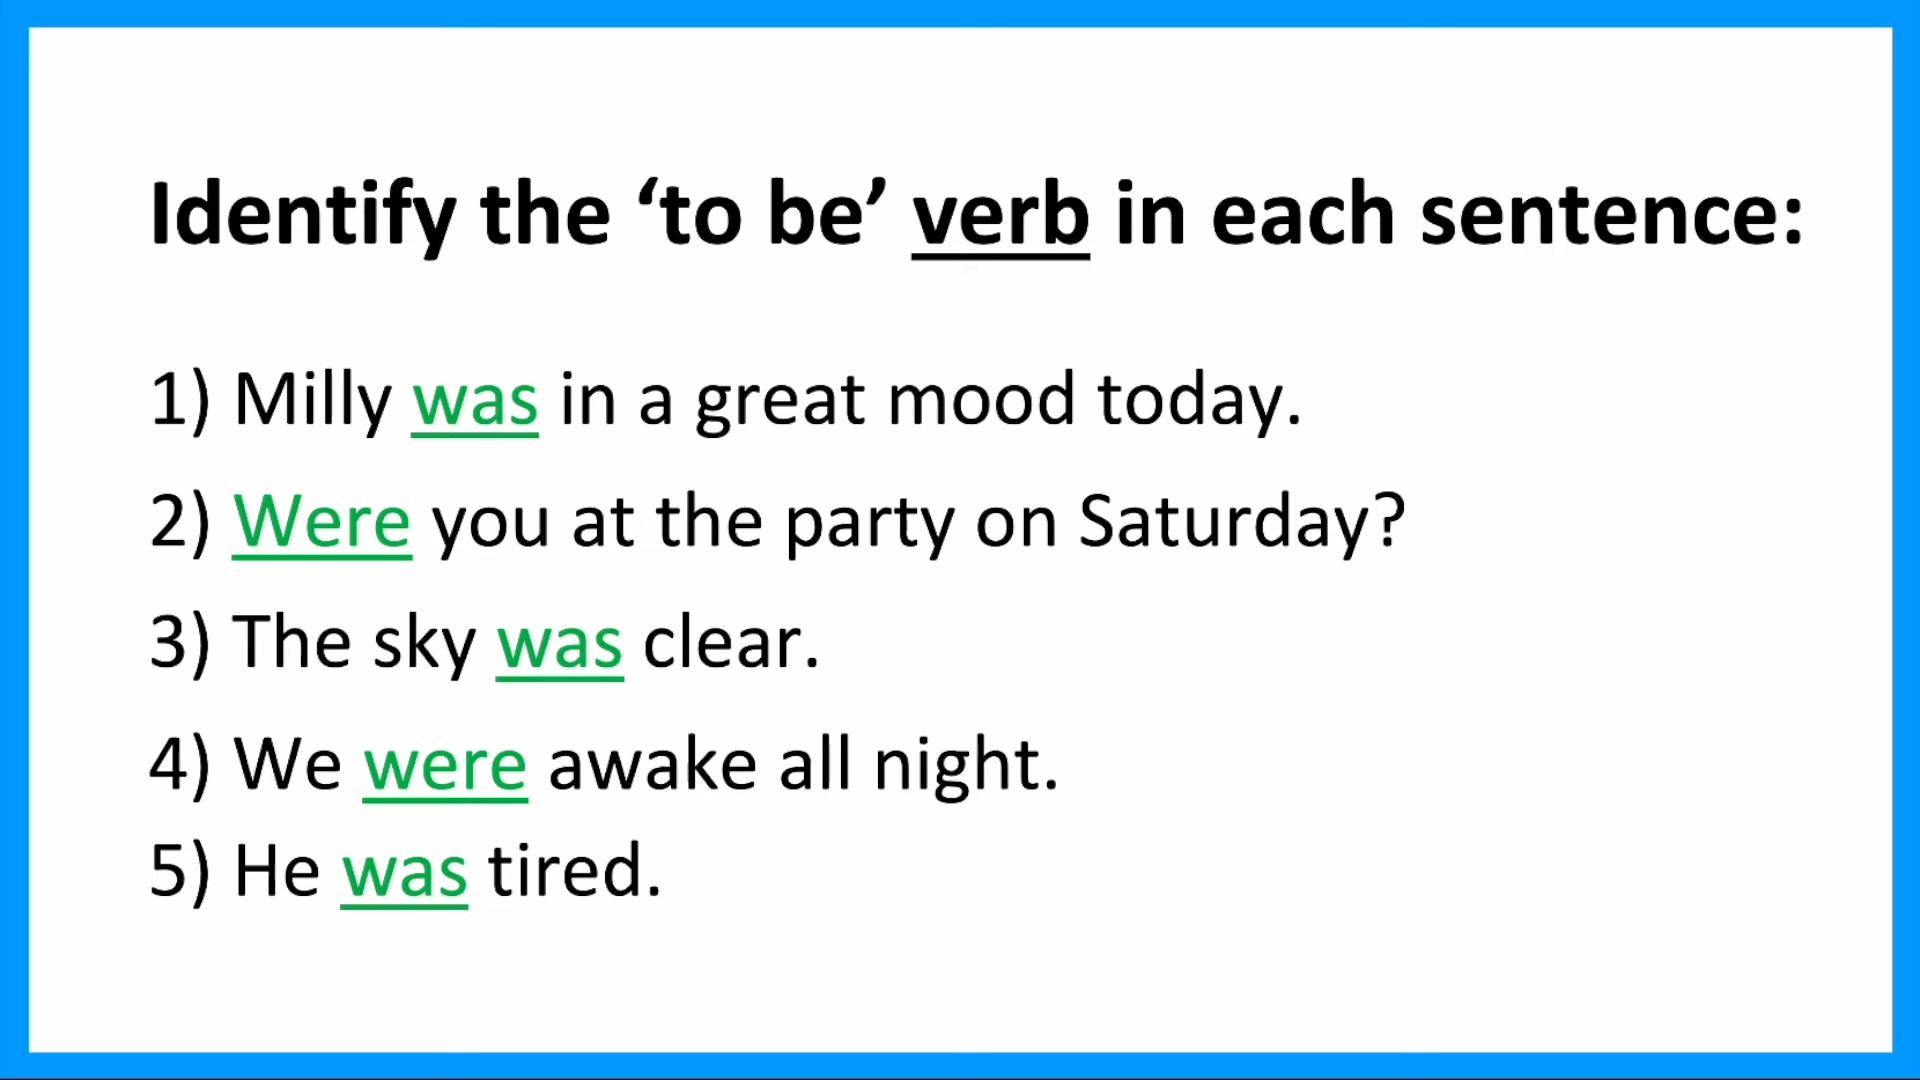 Identify the ‘to be’ verb in each sentence:
1) Milly was in a great mood today.
2) Were you at the party on Saturday?
3) The sky was clear.
4) We were awake all night.
5) He was tired.